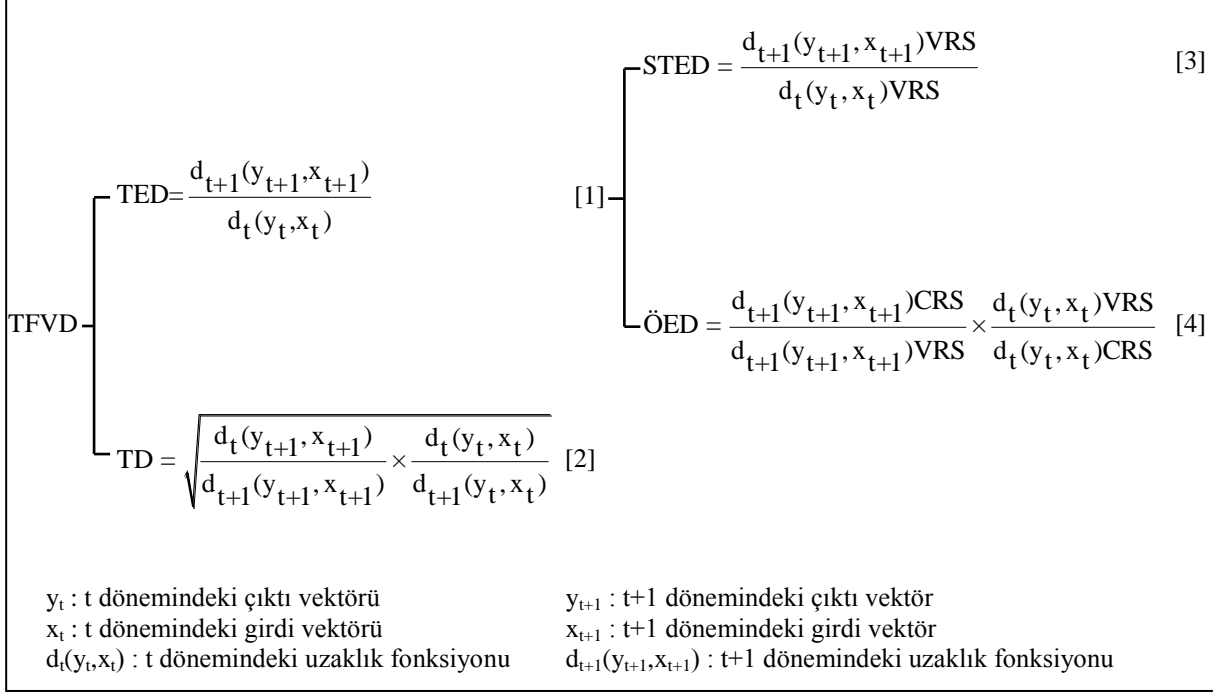 STED = d_{t+1}(y_{t+1}, x_{t+1})VRS / d_t(y_t, x_t)VRS [3]
TED= d_{t+1}(y_{t+1},x_{t+1}) / d_t(y_t,x_t) [1]
TFVD
ÖED = d_{t+1}(y_{t+1}, x_{t+1})CRS / d_{t+1}(y_{t+1}, x_{t+1})VRS × d_t(y_t, x_t)VRS / d_t(y_t, x_t)CRS [4]
TD = √(d_t(y_{t+1}, x_{t+1}) / d_{t+1}(y_{t+1}, x_{t+1}) × d_t(y_t, x_t) / d_{t+1}(y_t, x_t)) [2]
y_t : t dönemindeki çıktı vektörü
y_{t+1} : t+1 dönemindeki çıktı vektör
x_t : t dönemindeki girdi vektörü
x_{t+1} : t+1 dönemindeki girdi vektör
d_t(y_t,x_t) : t dönemindeki uzaklık fonksiyonu
d_{t+1}(y_{t+1},x_{t+1}) : t+1 dönemindeki uzaklık fonksiyonu